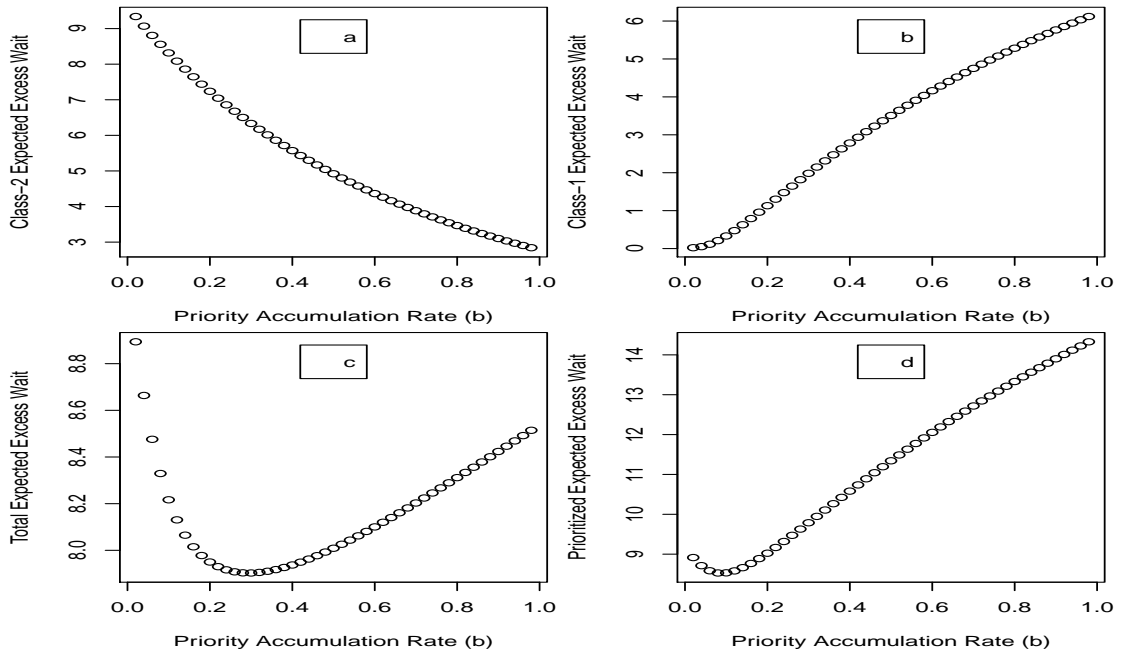 a
Class−2 Expected Excess Wait
9
8
7
6
5
4
3
0.0 0.2 0.4 0.6 0.8 1.0
Priority Accumulation Rate (b)
b
Class−1 Expected Excess Wait
6
5
4
3
2
1
0
0.0 0.2 0.4 0.6 0.8 1.0
Priority Accumulation Rate (b)
c
Total Expected Excess Wait
8.8
8.6
8.4
8.2
8.0
0.0 0.2 0.4 0.6 0.8 1.0
Priority Accumulation Rate (b)
d
Prioritized Expected Excess Wait
14
13
12
11
10
9
0.0 0.2 0.4 0.6 0.8 1.0
Priority Accumulation Rate (b)